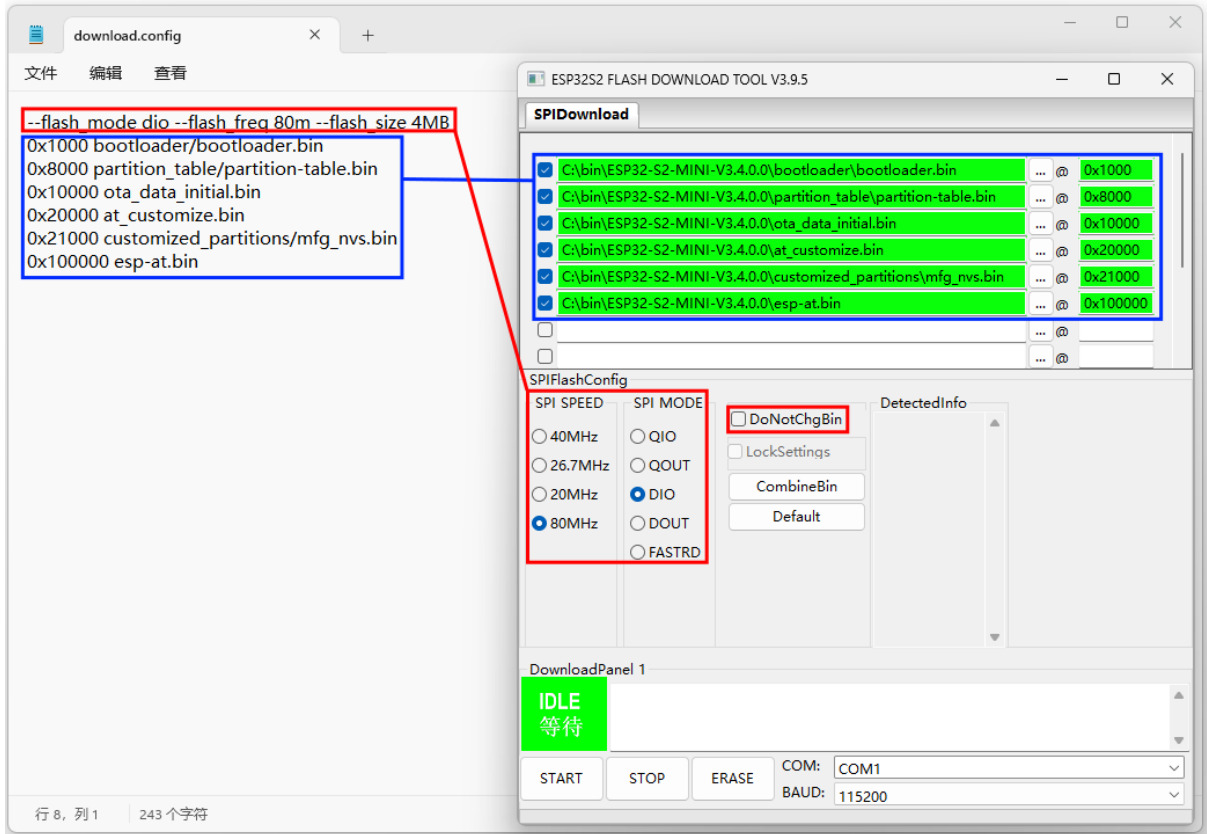 download.config
文件 编辑 查看
--flash_mode dio --flash_freq 80m --flash_size 4MB
0x1000 bootloader/bootloader.bin
0x8000 partition_table/partition-table.bin
0x10000 ota_data_initial.bin
0x20000 at_customize.bin
0x21000 customized_partitions/mfg_nvs.bin
0x100000 esp-at.bin
行 8，列 1 243 个字符
ESP32S2 FLASH DOWNLOAD TOOL V3.9.5
SPIDownload
C:\bin\ESP32-S2-MINI-V3.4.0.0\bootloader\bootloader.bin ... @ 0x1000
C:\bin\ESP32-S2-MINI-V3.4.0.0\partition_table\partition-table.bin ... @ 0x8000
C:\bin\ESP32-S2-MINI-V3.4.0.0\ota_data_initial.bin ... @ 0x10000
C:\bin\ESP32-S2-MINI-V3.4.0.0\at_customize.bin ... @ 0x20000
C:\bin\ESP32-S2-MINI-V3.4.0.0\customized_partitions\mfg_nvs.bin ... @ 0x21000
C:\bin\ESP32-S2-MINI-V3.4.0.0\esp-at.bin ... @ 0x100000
... @
... @
SPIFlashConfig
SPI SPEED
40MHz
26.7MHz
20MHz
80MHz
SPI MODE
QIO
QOUT
DIO
DOUT
FASTRD
DoNotChgBin
LockSettings
CombineBin
Default
DetectedInfo
DownloadPanel 1
IDLE
等待
START STOP ERASE
COM: COM1
BAUD: 115200